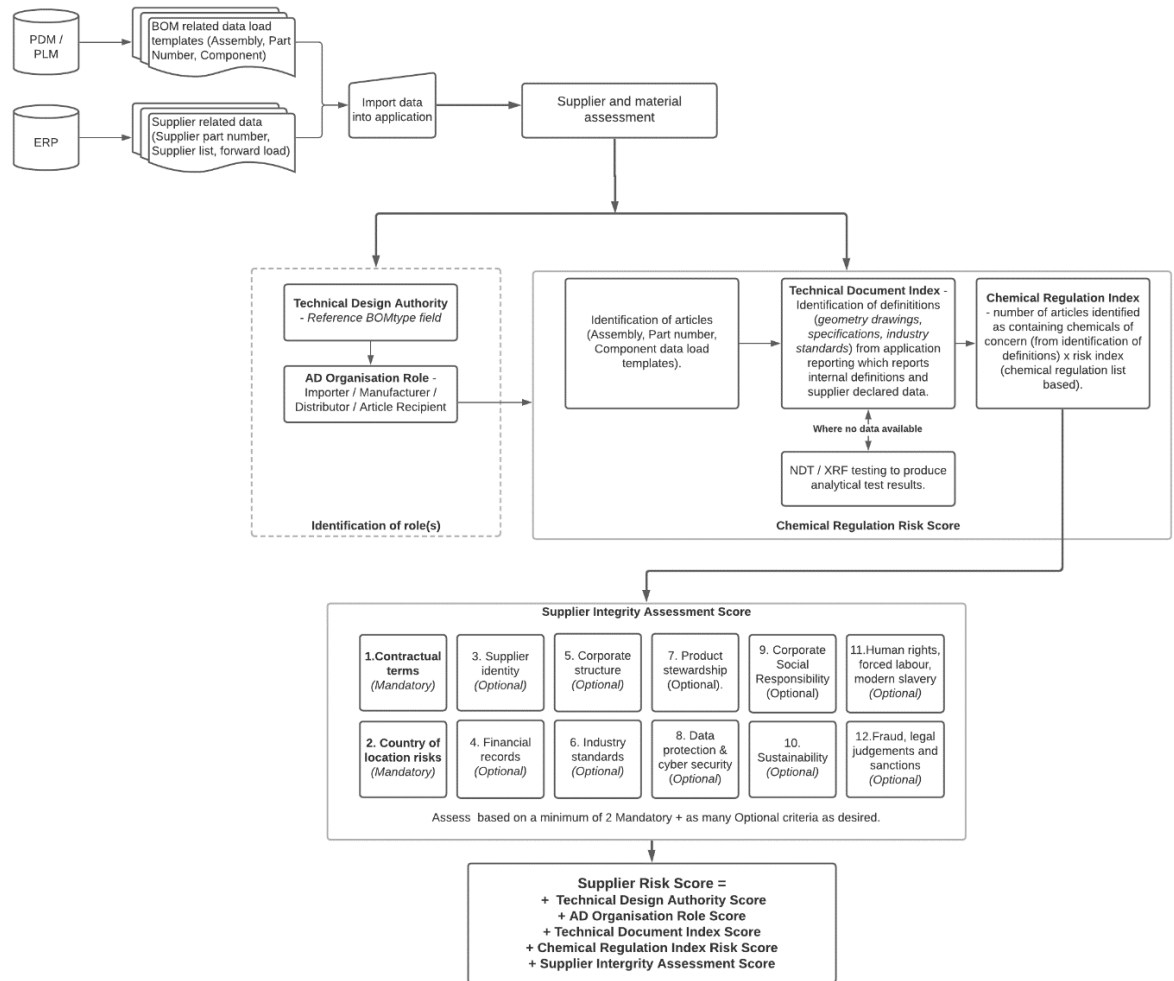 PDM /
PLM
BOM related data load
templates (Assembly, Part
Number, Component)
ERP
Supplier related data
(Supplier part number,
Supplier list, forward load)
Import data
into application
Supplier and material
assessment
Technical Design Authority
- Reference BOMtype field
AD Organisation Role -
Importer / Manufacturer /
Distributor / Article Recipient
Identification of role(s)
Identification of articles
(Assembly, Part number,
Component data load
templates).
Technical Document Index -
Identification of definititions
(geometry drawings,
specifications, industry
standards) from application
reporting which reports
internal definitions and
supplier declared data.
Where no data available
NDT / XRF testing to produce
analytical test results.
Chemical Regulation Index
- number of articles identified
as containing chemicals of
concern (from identification of
definitions) x risk index
(chemical regulation list
based).
Chemical Regulation Risk Score
Supplier Integrity Assessment Score
1.Contractual
terms
(Mandatory)
3. Supplier
identity
(Optional)
5. Corporate
structure
(Optional)
7. Product
stewardship
(Optional).
9. Corporate
Social
Responsibility
(Optional)
11.Human rights,
forced labour,
modern slavery
(Optional)
2. Country of
location risks
(Mandatory)
4. Financial
records
(Optional)
6. Industry
standards
(Optional)
8. Data
protection &
cyber security
(Optional)
10.
Sustainability
(Optional)
12.Fraud, legal
judgements and
sanctions
(Optional)
Assess based on a minimum of 2 Mandatory + as many Optional criteria as desired.
Supplier Risk Score =
+ Technical Design Authority Score
+ AD Organisation Role Score
+ Technical Document Index Score
+ Chemical Regulation Index Risk Score
+ Supplier Intergrity Assessment Score